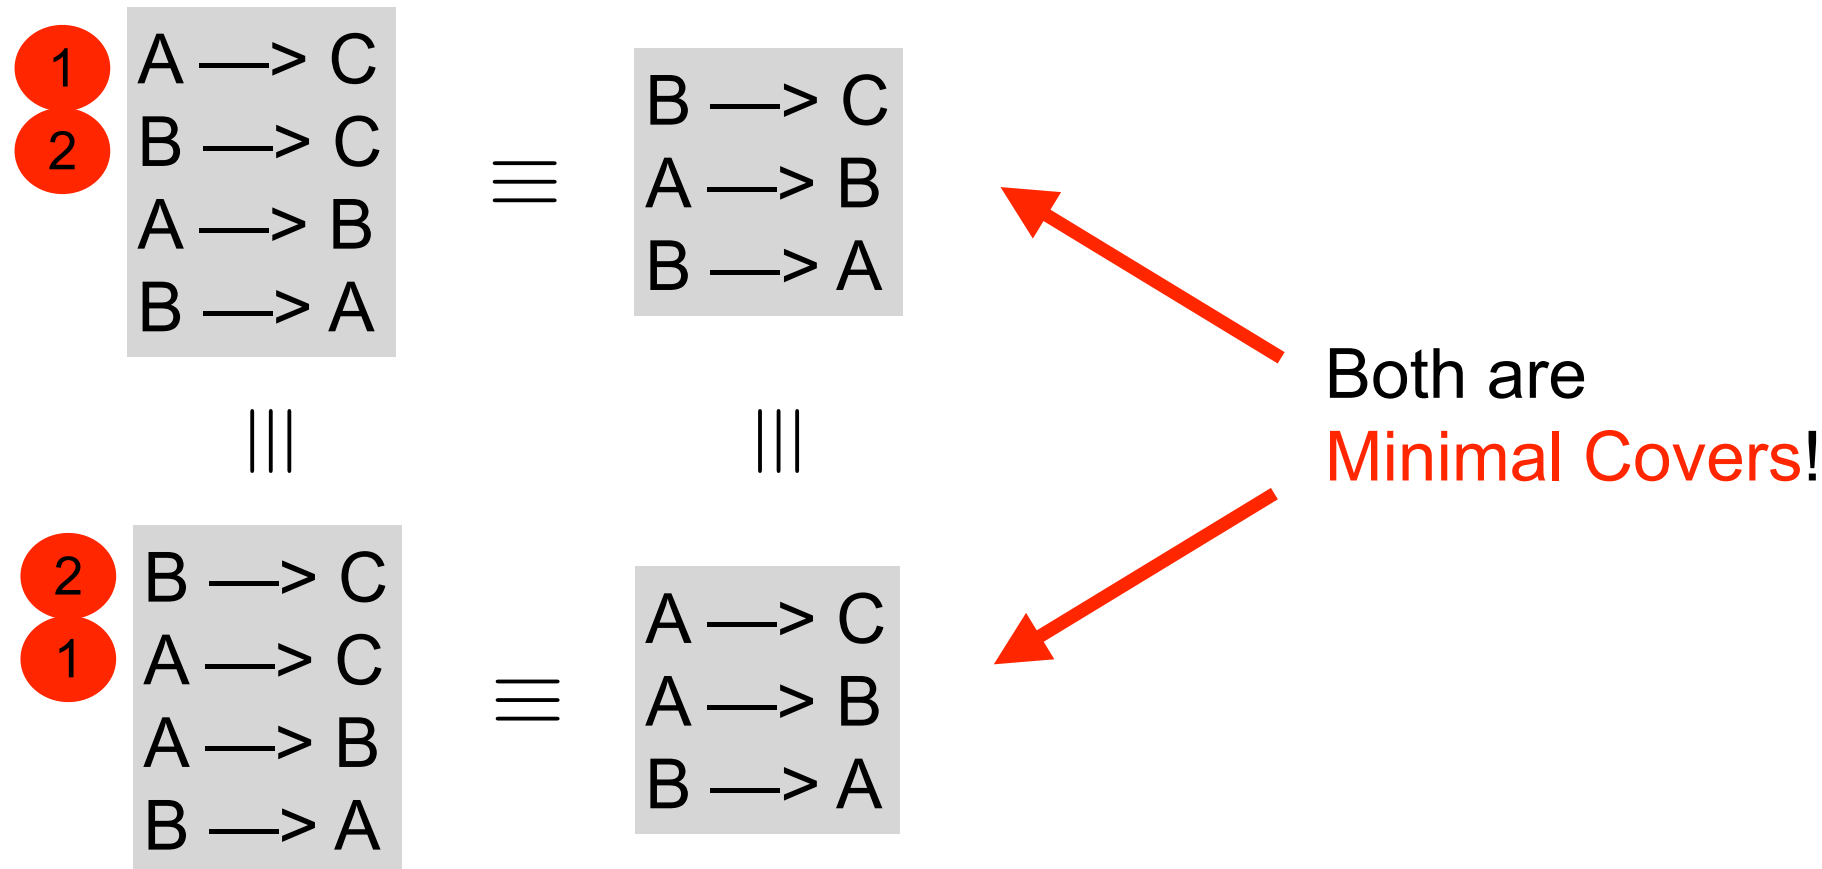 1 A —> C
2 B —> C
A —> B
B —> A
≡
B —> C
A —> B
B —> A
|||
|||
2 B —> C
1 A —> C
A —> B
B —> A
≡
A —> C
A —> B
B —> A
Both are
Minimal Covers!